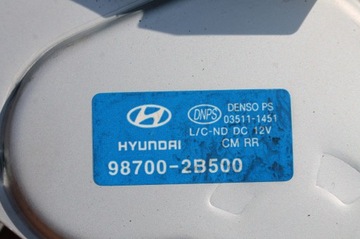 DNPS
DENSO PS
03511-1451
L/C-ND DC 12V
HYUNDAI CM RR
98700-2B500